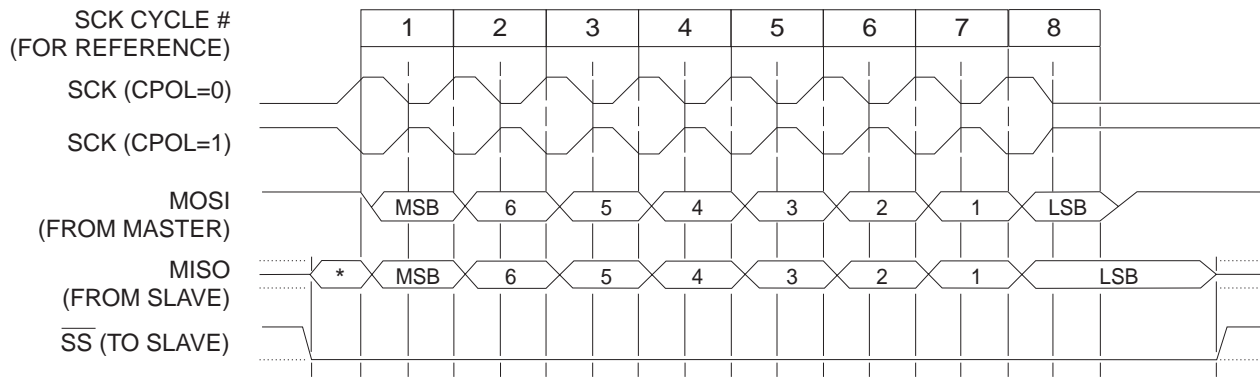 SCK CYCLE #
(FOR REFERENCE)
1 2 3 4 5 6 7 8
SCK (CPOL=0)
SCK (CPOL=1)
MOSI
(FROM MASTER)
MSB 6 5 4 3 2 1 LSB
MISO
(FROM SLAVE)
* MSB 6 5 4 3 2 1 LSB
SS (TO SLAVE)